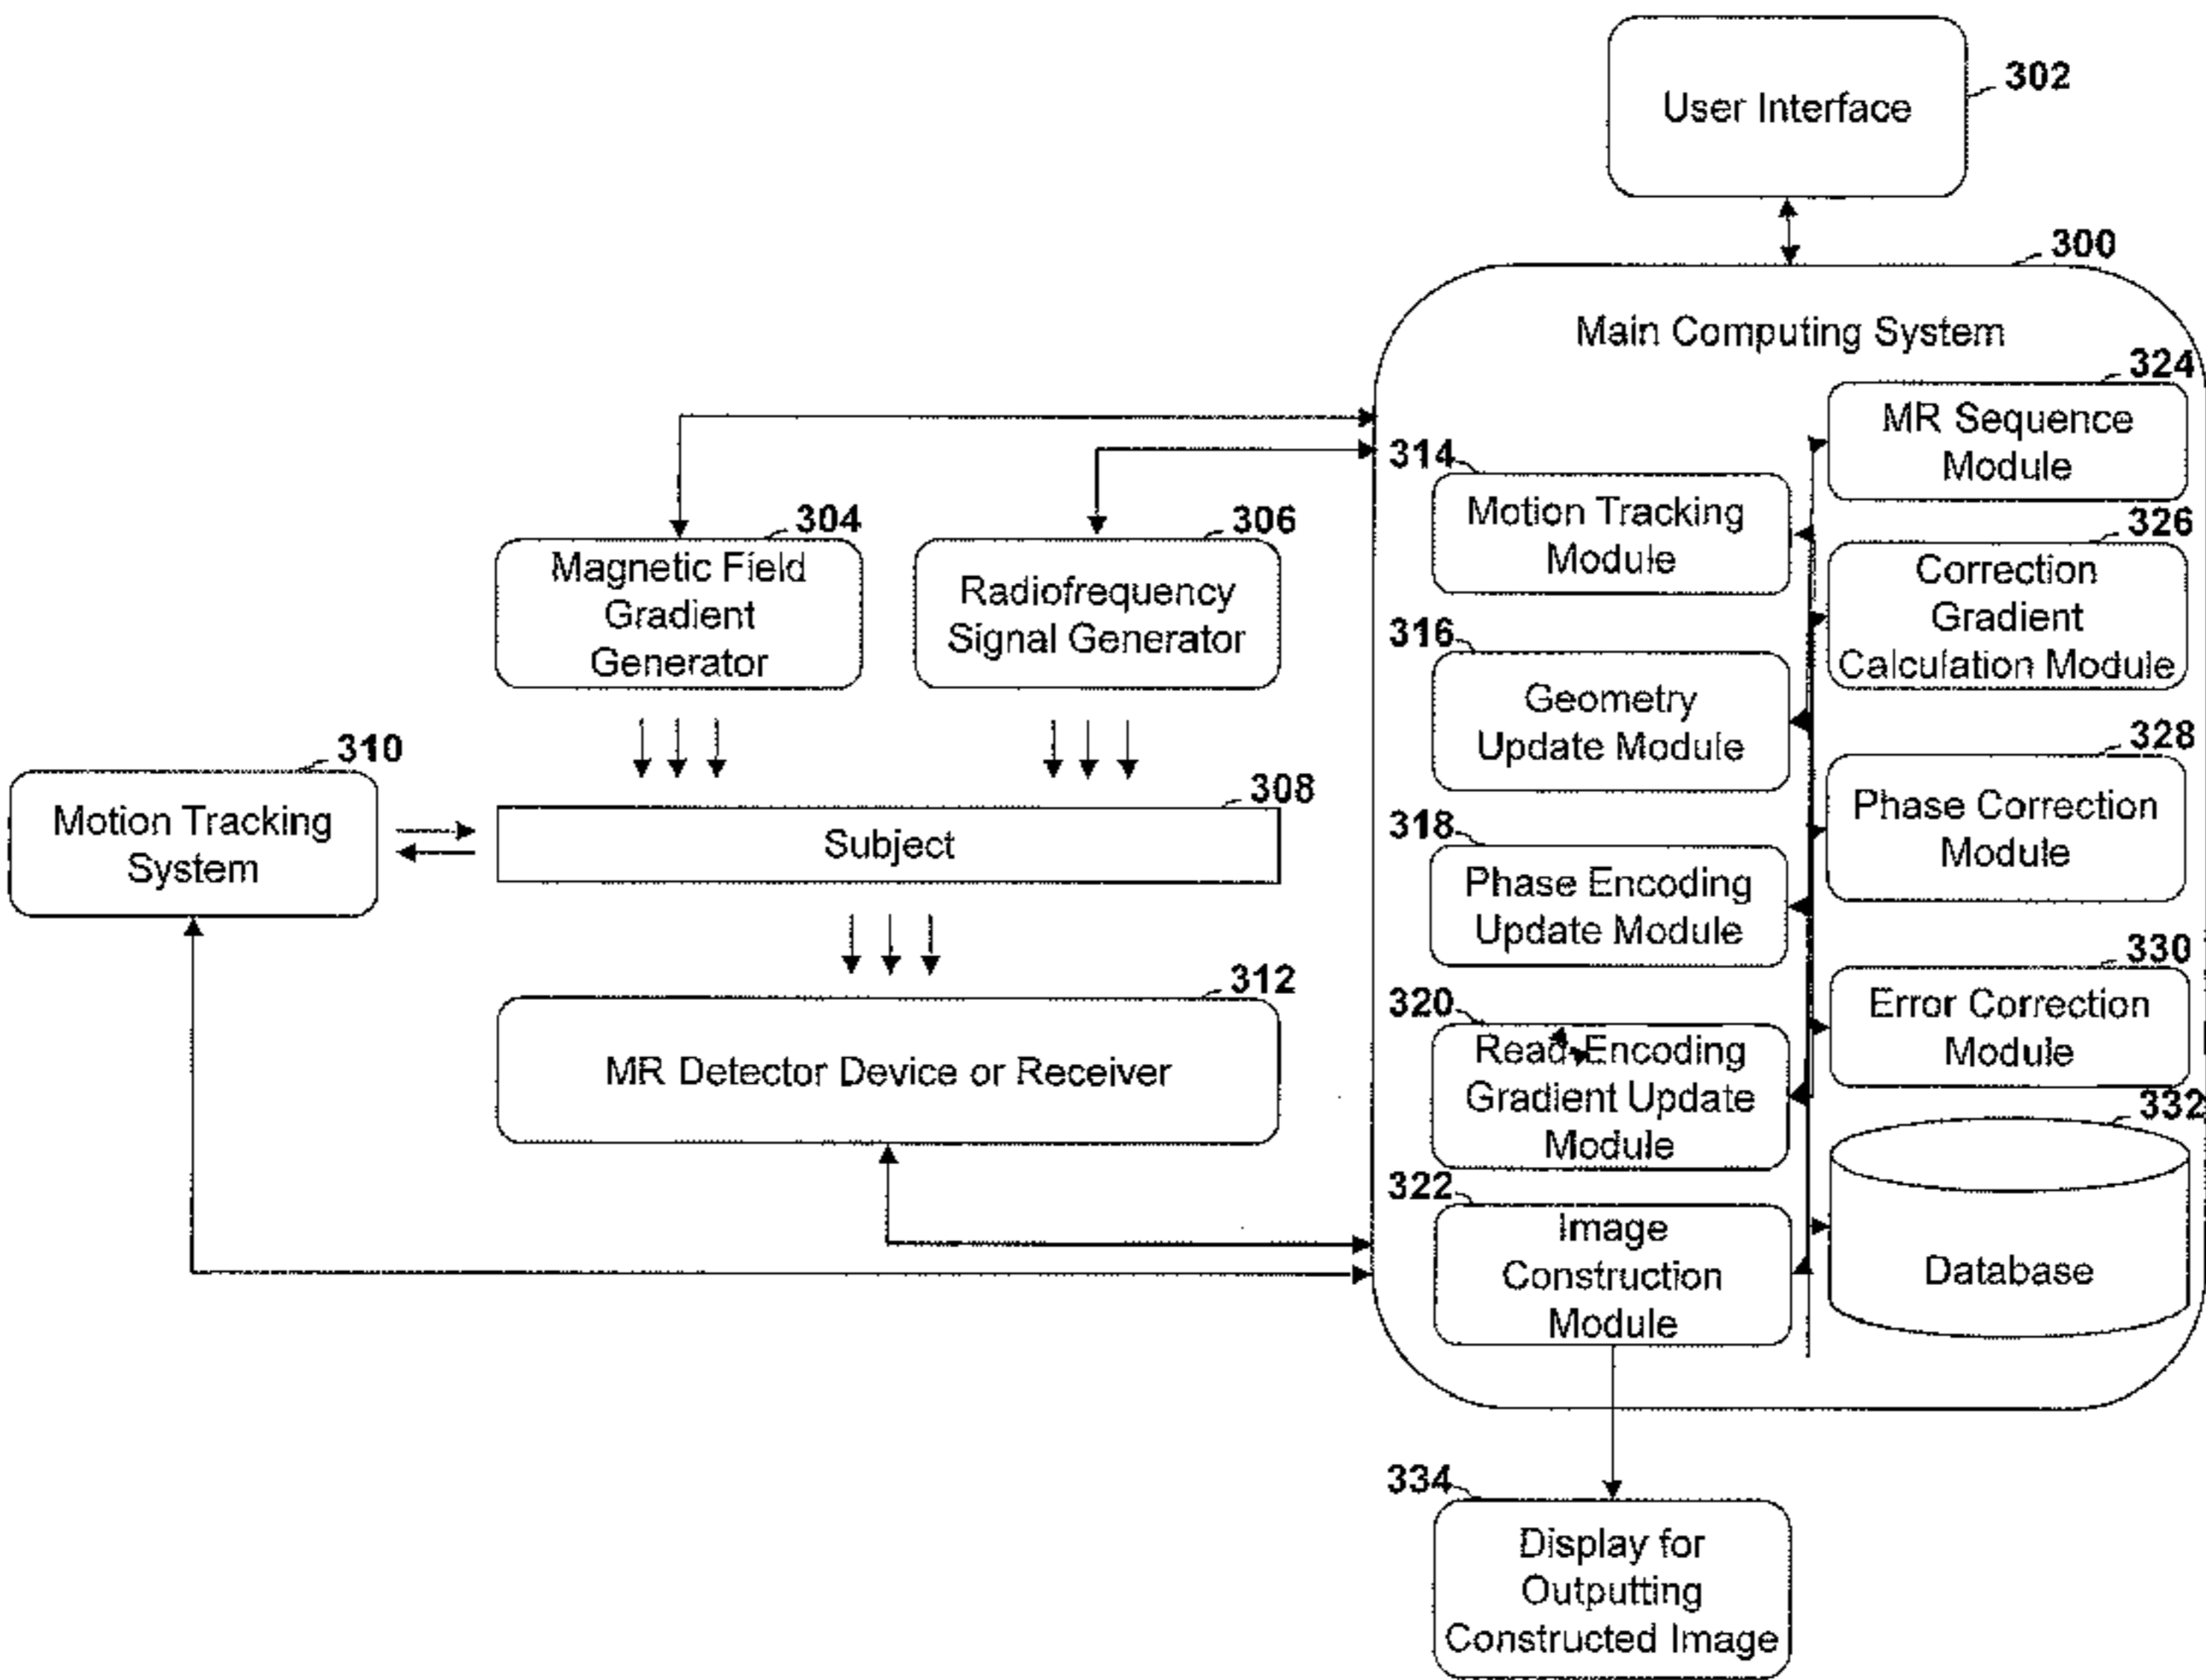 302
User Interface
300
Main Computing System
324
MR Sequence
Module
314
Motion Tracking
Module
326
Correction
Gradient
Calculation Module
304
Magnetic Field
Gradient
Generator
306
Radiofrequency
Signal Generator
316
Geometry
Update Module
310
Motion Tracking
System
308
Subject
328
Phase Correction
Module
318
Phase Encoding
Update Module
312
MR Detector Device or Receiver
330
Error Correction
Module
320
Read-Encoding
Gradient Update
Module
332
Database
322
Image
Construction
Module
334
Display for
Outputting
Constructed Image